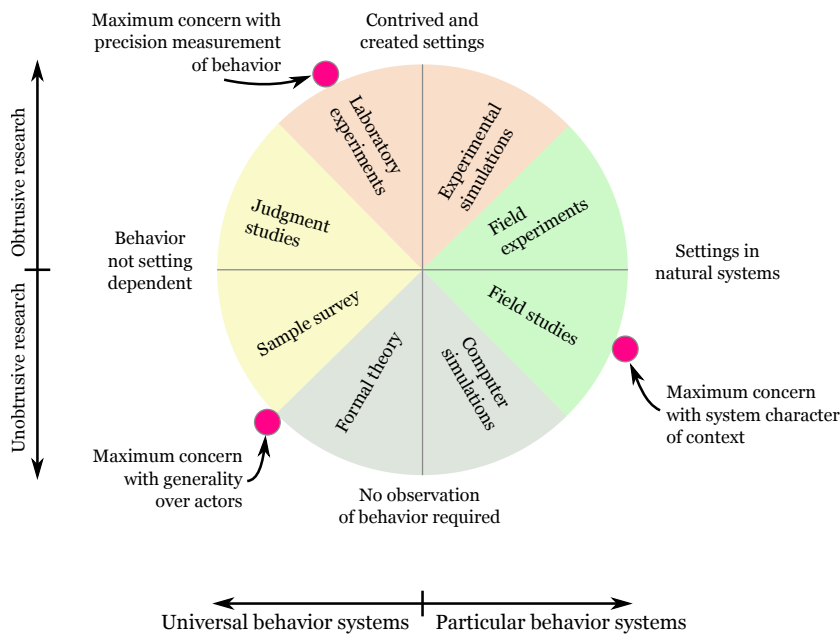 Maximum concern with
precision measurement
of behavior
Contrived and
created settings
Obtrusive research
Unobtrusive research
Laboratory
experiments
Experimental
simulations
Judgment
studies
Field
experiments
Behavior
not setting
dependent
Settings in
natural systems
Sample survey
Field studies
Formal theory
Computer
simulations
Maximum concern
with system character
of context
Maximum concern
with generality
over actors
No observation
of behavior required
Universal behavior systems
Particular behavior systems